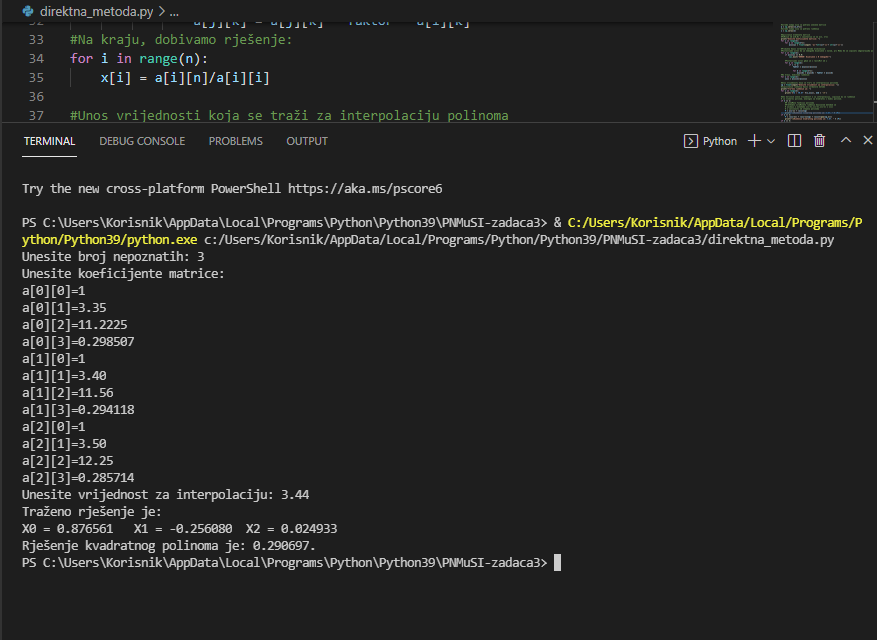 direktna_metoda.py > ...
32 a[j][k] = a[j][k] - faktor * a[i][k]
33 #Na kraju, dobivamo rješenje:
34 for i in range(n):
35 x[i] = a[i][n]/a[i][i]
36
37 #Unos vrijednosti koja se traži za interpolaciju polinoma
TERMINAL DEBUG CONSOLE PROBLEMS OUTPUT Python
Try the new cross-platform PowerShell https://aka.ms/pscore6
PS C:\Users\Korisnik\AppData\Local\Programs\Python\Python39\PNMuSI-zadaca3> & C:/Users/Korisnik/AppData/Local/Programs/P
ython/Python39/python.exe c:/Users/Korisnik/AppData/Local/Programs/Python/Python39/PNMuSI-zadaca3/direktna_metoda.py
Unesite broj nepoznatih: 3
Unesite koeficijente matrice:
a[0][0]=1
a[0][1]=3.35
a[0][2]=11.2225
a[0][3]=0.298507
a[1][0]=1
a[1][1]=3.40
a[1][2]=11.56
a[1][3]=0.294118
a[2][0]=1
a[2][1]=3.50
a[2][2]=12.25
a[2][3]=0.285714
Unesite vrijednost za interpolaciju: 3.44
Traženo rješenje je:
X0 = 0.876561 X1 = -0.256080 X2 = 0.024933
Rješenje kvadratnog polinoma je: 0.290697.
PS C:\Users\Korisnik\AppData\Local\Programs\Python\Python39\PNMuSI-zadaca3>